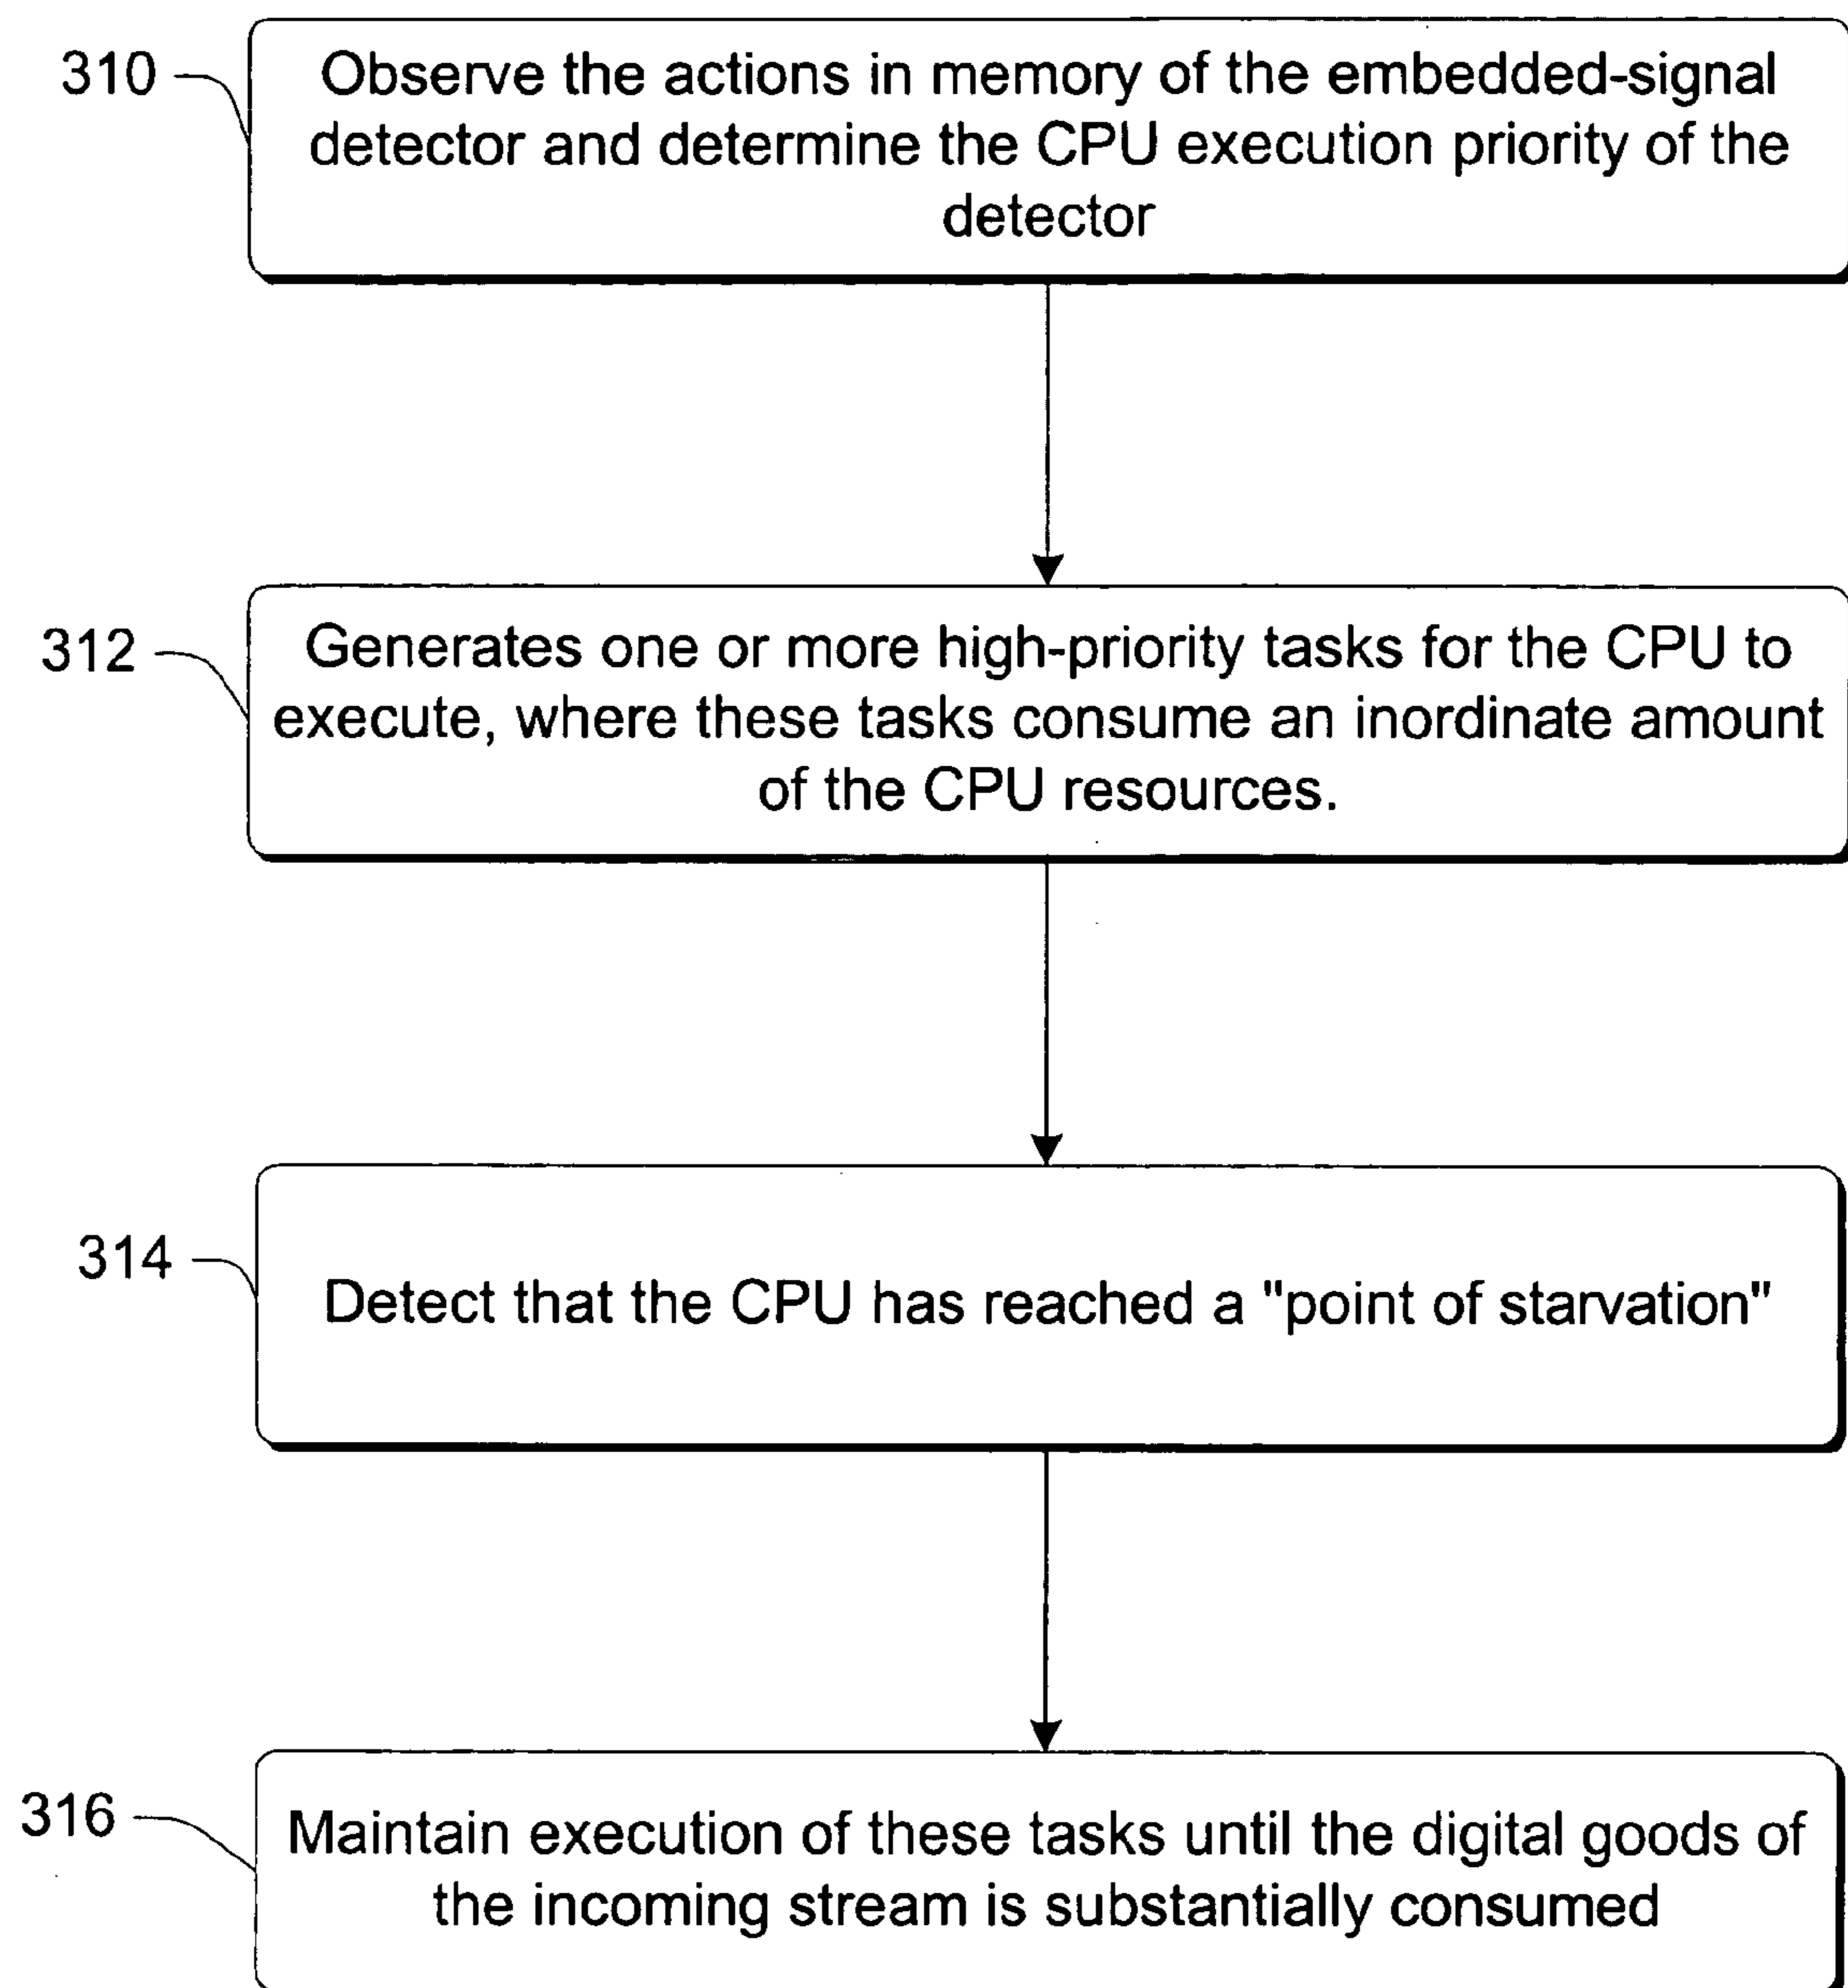 310
Observe the actions in memory of the embedded-signal
detector and determine the CPU execution priority of the
detector
312
Generates one or more high-priority tasks for the CPU to
execute, where these tasks consume an inordinate amount
of the CPU resources.
314
Detect that the CPU has reached a "point of starvation"
316
Maintain execution of these tasks until the digital goods of
the incoming stream is substantially consumed